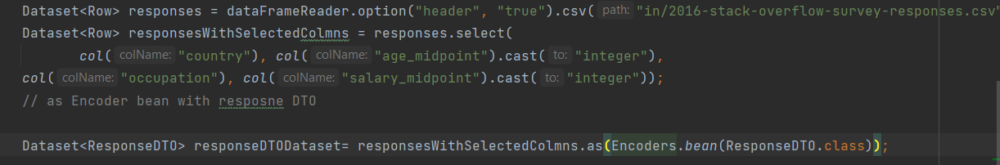 Dataset<Row> responses = dataFrameReader.option("header", "true").csv( path: "in/2016-stack-overflow-survey-responses.csv"
Dataset<Row> responsesWithSelectedColmns = responses.select(
col( colName: "country"), col( colName: "age_midpoint").cast( to: "integer"),
col( colName: "occupation"), col( colName: "salary_midpoint").cast( to: "integer"));
// as Encoder bean with resposne DTO
Dataset<ResponseDTO> responseDTODataset= responsesWithSelectedColmns.as(Encoders.bean(ResponseDTO.class));